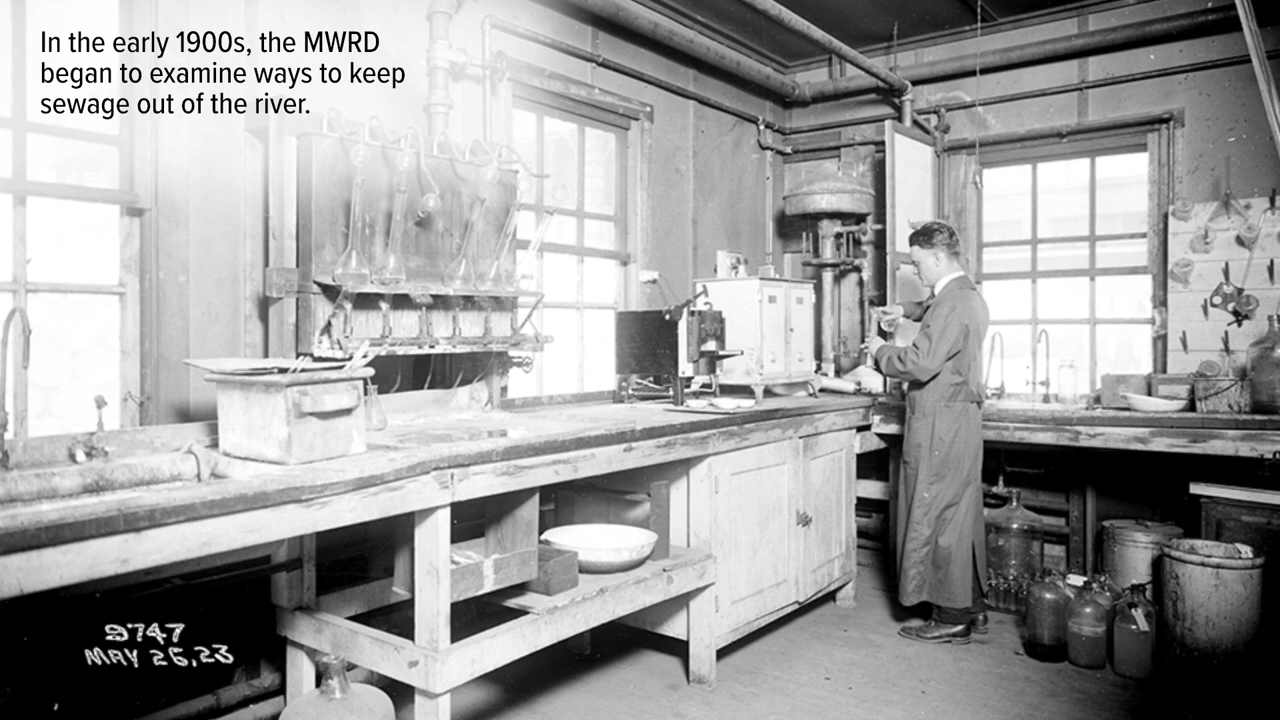 In the early 1900s, the MWRD
began to examine ways to keep
sewage out of the river.
9747
MAY 26,23